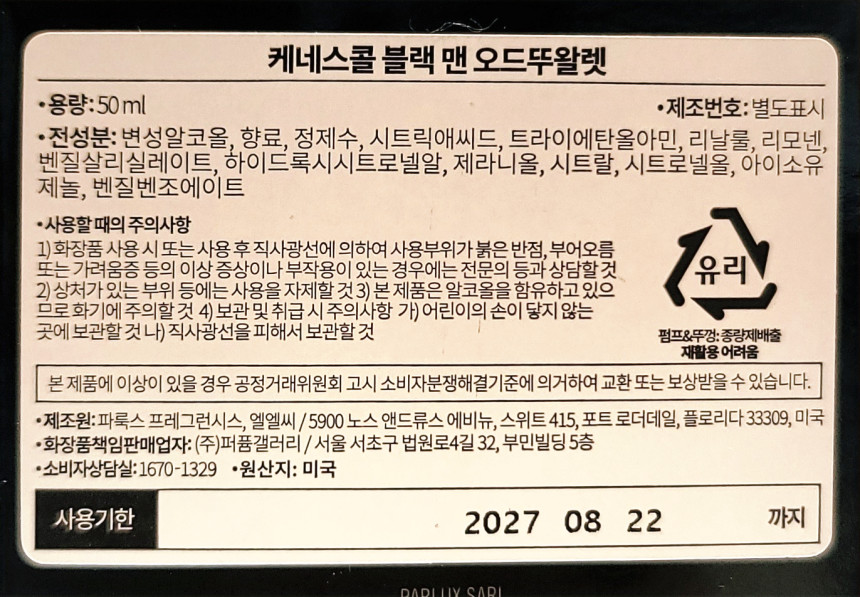 케네스콜 블랙 맨 오드뚜왈렛
•용량:50ml
•제조번호:별도표시
•전성분: 변성알코올, 향료, 정제수, 시트릭애씨드, 트라이에탄올아민, 리날룰, 리모넨,
벤질살리실레이트, 하이드록시시트로넬알, 제라니올, 시트랄, 시트로넬올, 아이소유
제놀, 벤질벤조에이트
•사용할 때의 주의사항
1) 화장품 사용 시 또는 사용 후 직사광선에 의하여 사용부위가 붉은 반점, 부어오름
또는 가려움증 등의 이상 증상이나 부작용이 있는 경우에는 전문의 등과 상담할 것
2) 상처가 있는 부위 등에는 사용을 자제할 것 3) 본 제품은 알코올을 함유하고 있으
므로 화기에 주의할 것 4) 보관 및 취급 시 주의사항 가) 어린이의 손이 닿지 않는
곳에 보관할 것 나) 직사광선을 피해서 보관할 것
유리
펌프&뚜껑: 종량제배출
재활용 어려움
본 제품에 이상이 있을 경우 공정거래위원회 고시 소비자분쟁해결기준에 의거하여 교환 또는 보상받을 수 있습니다.
•제조원: 파룩스 프레그런시스, 엘엘씨 / 5900 노스 앤드류스 에비뉴, 스위트 415, 포트 로더데일, 플로리다 33309, 미국
•화장품책임판매업자: (주)퍼퓸갤러리 / 서울 서초구 법원로4길 32, 부민빌딩 5층
•소비자상담실: 1670-1329 •원산지: 미국
사용기한
2027 08 22
까지
PARLUX SARL